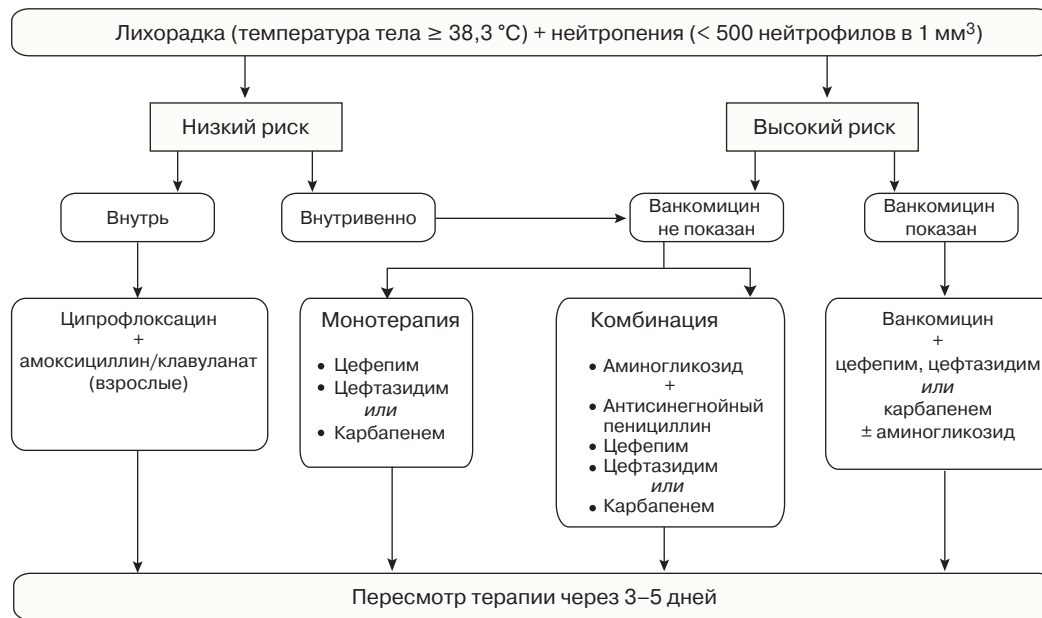 Лихорадка (температура тела ≥ 38,3 °C) + нейтропения (< 500 нейтрофилов в 1 мм³)
Низкий риск
Высокий риск
Внутрь
Внутривенно
Ванкомицин
не показан
Ванкомицин
показан
Ципрофлоксацин
+
амоксициллин/клавуланат
(взрослые)
Монотерапия
• Цефепим
• Цефтазидим
или
• Карбапенем
Комбинация
• Аминогликозид
+
• Антисинегнойный
пенициллин
• Цефепим
• Цефтазидим
или
• Карбапенем
Ванкомицин
+
цефепим, цефтазидим
или
карбапенем
± аминогликозид
Пересмотр терапии через 3–5 дней